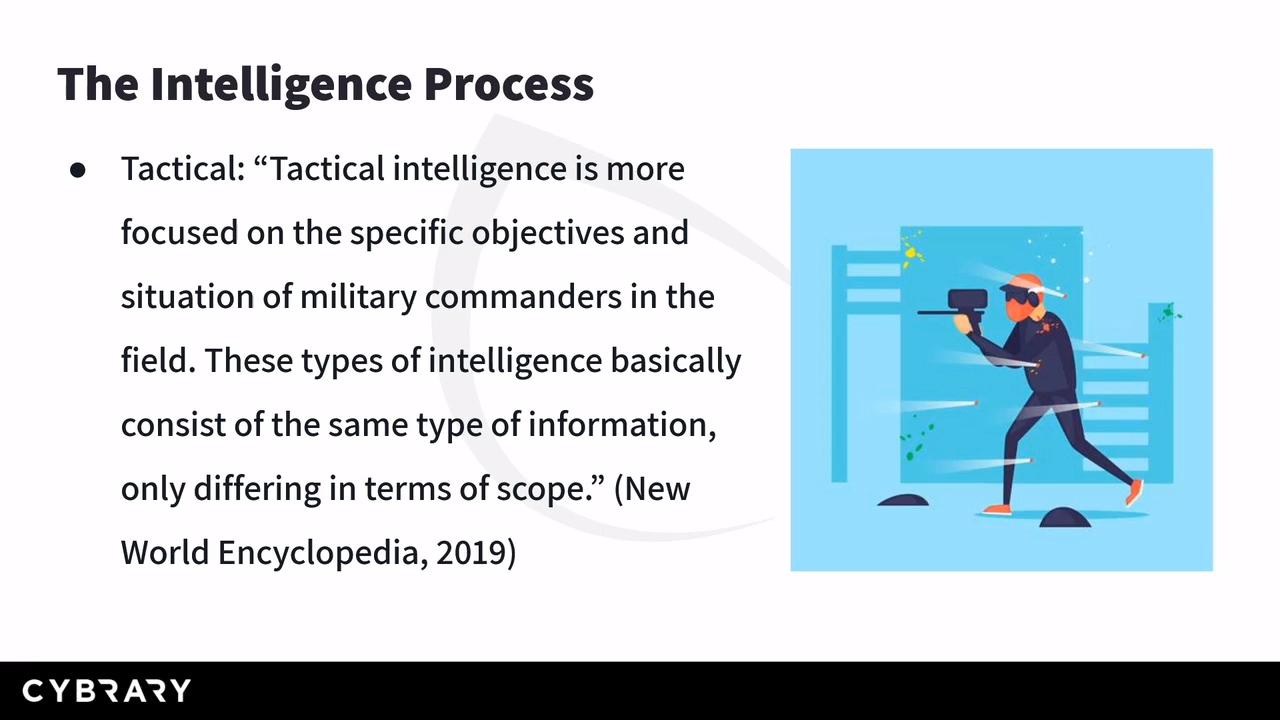 The Intelligence Process
● Tactical: “Tactical intelligence is more
focused on the specific objectives and
situation of military commanders in the
field. These types of intelligence basically
consist of the same type of information,
only differing in terms of scope.” (New
World Encyclopedia, 2019)
CYBRARY